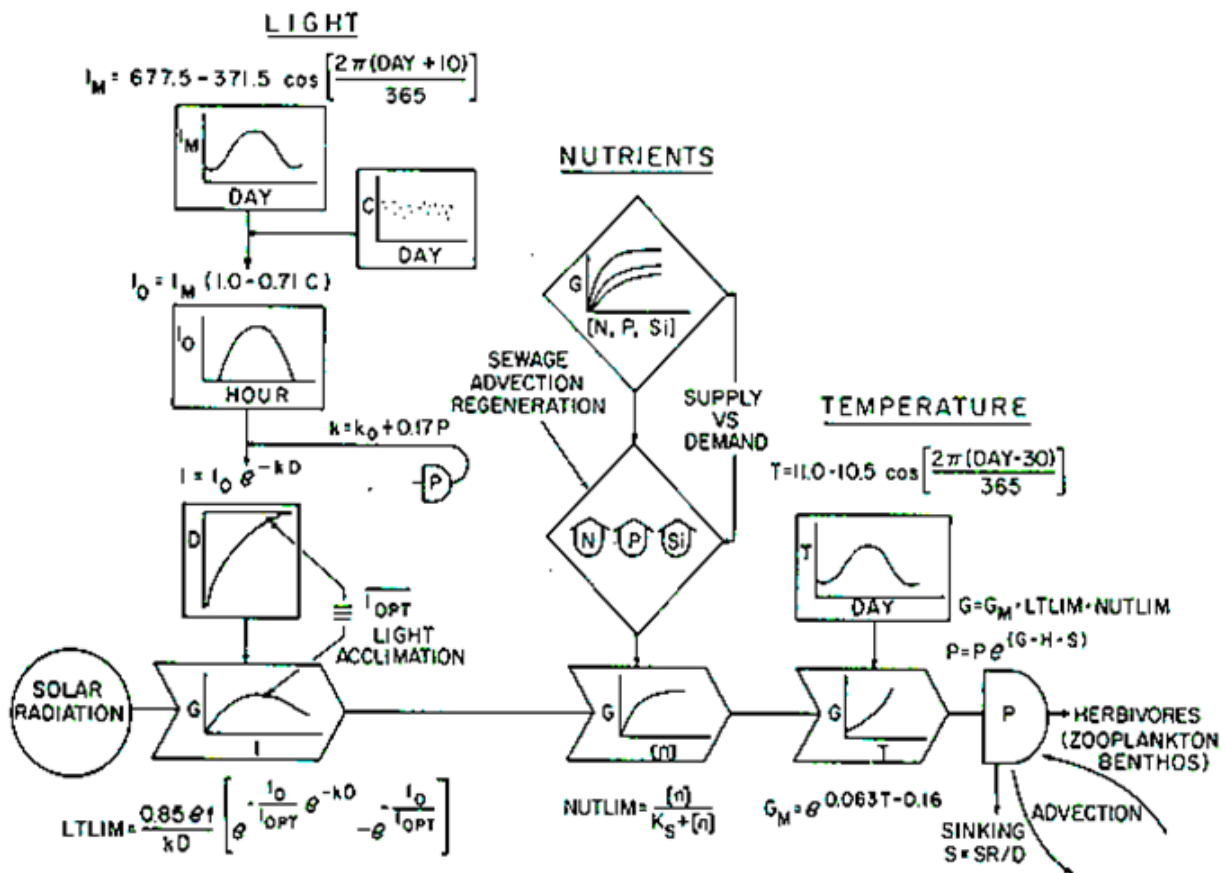 LIGHT
I_M = 677.5 - 371.5 cos [2π(DAY + 10) / 365]
I_M
DAY
C
DAY
I_O = I_M (1.0 - 0.71 C)
I_O
HOUR
k = k_O + 0.17 P
P
I = I_O e^{-kD}
D
I_OPT
≡
LIGHT
ACCLIMATION
SOLAR
RADIATION
G
I
LTLIM = 0.85 e f / kD [e^{-I_O/I_OPT e^{-kD}} - e^{-I_O/I_OPT}]
NUTRIENTS
G
[N, P, Si]
SEWAGE
ADVECTION
REGENERATION
SUPPLY
VS
DEMAND
N P Si
G
[n]
NUTLIM = [n] / K_S + [n]
TEMPERATURE
T = 11.0 - 10.5 cos [2π(DAY - 30) / 365]
T
DAY
G = G_M · LTLIM · NUTLIM
P = P e^{(G - H - S)}
G
T
G_M = e^{0.063T - 0.16}
P
HERBIVORES
(ZOOPLANKTON
BENTHOS)
ADVECTION
SINKING
S = SR/D